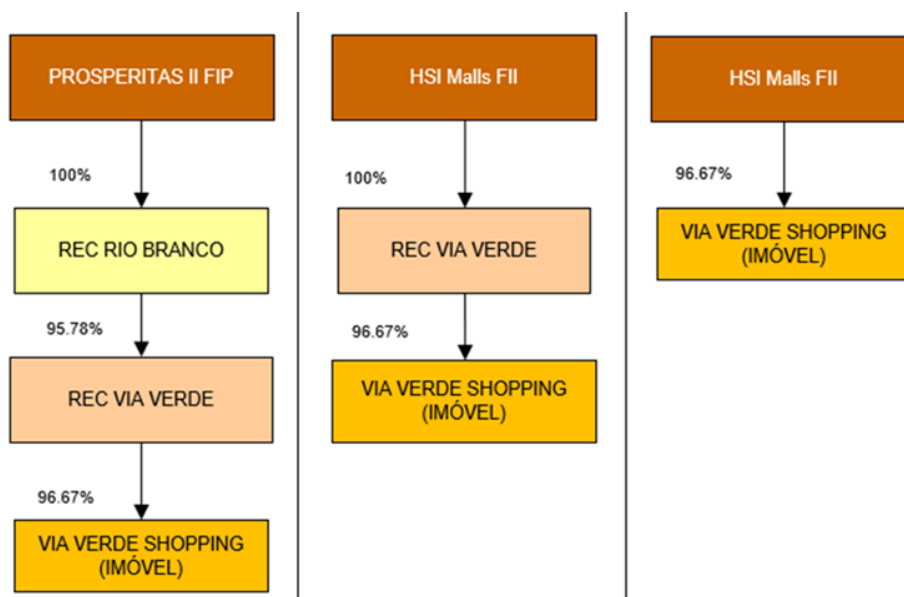 PROSPERITAS II FIP
100%
REC RIO BRANCO
95.78%
REC VIA VERDE
96.67%
VIA VERDE SHOPPING
(IMÓVEL)
HSI Malls FII
100%
REC VIA VERDE
96.67%
VIA VERDE SHOPPING
(IMÓVEL)
HSI Malls FII
96.67%
VIA VERDE SHOPPING
(IMÓVEL)